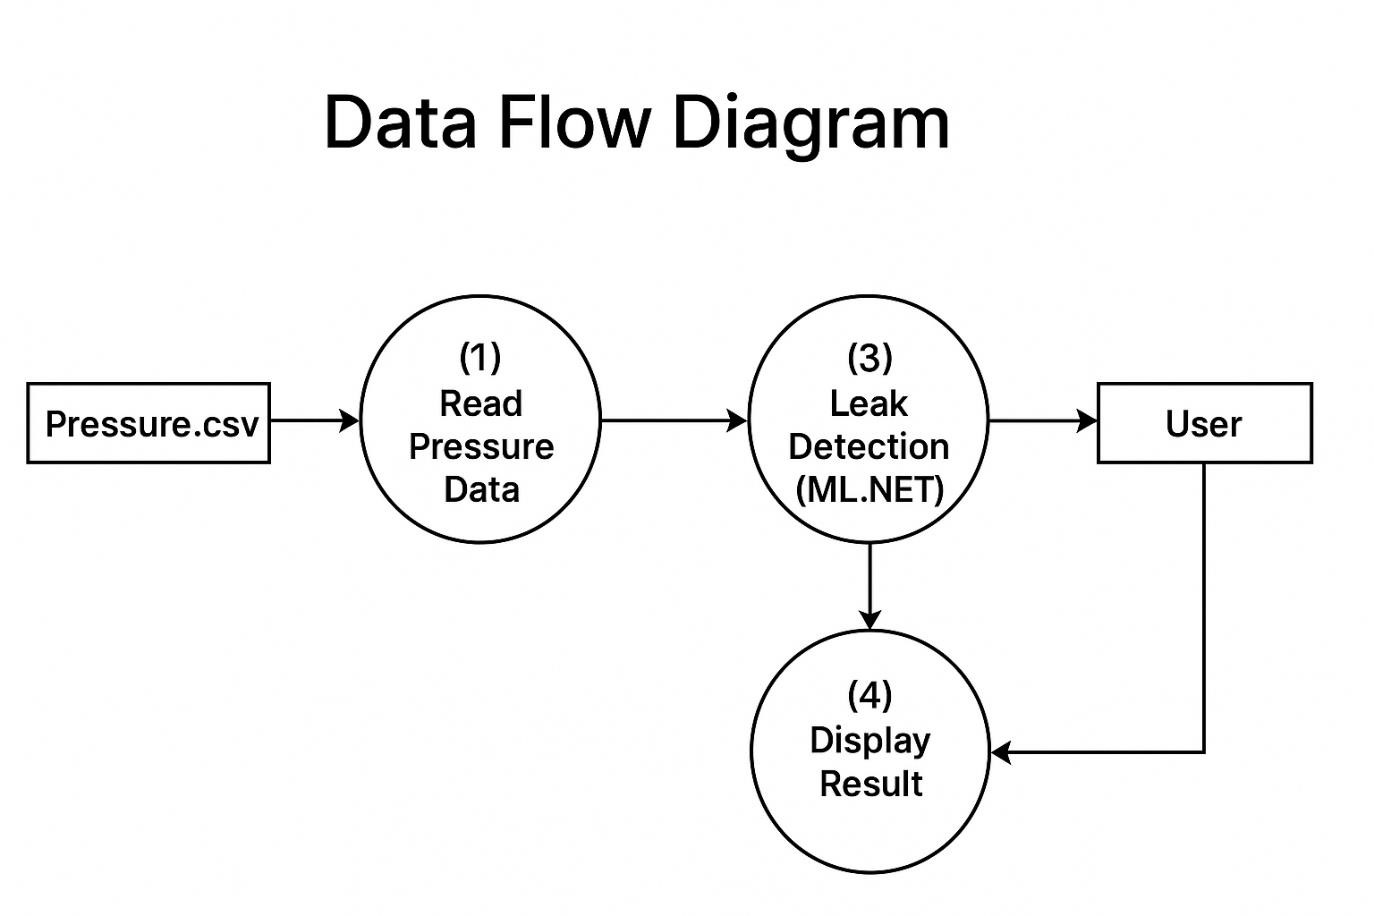 Data Flow Diagram
Pressure.csv
(1)
Read
Pressure
Data
(3)
Leak
Detection
(ML.NET)
User
(4)
Display
Result